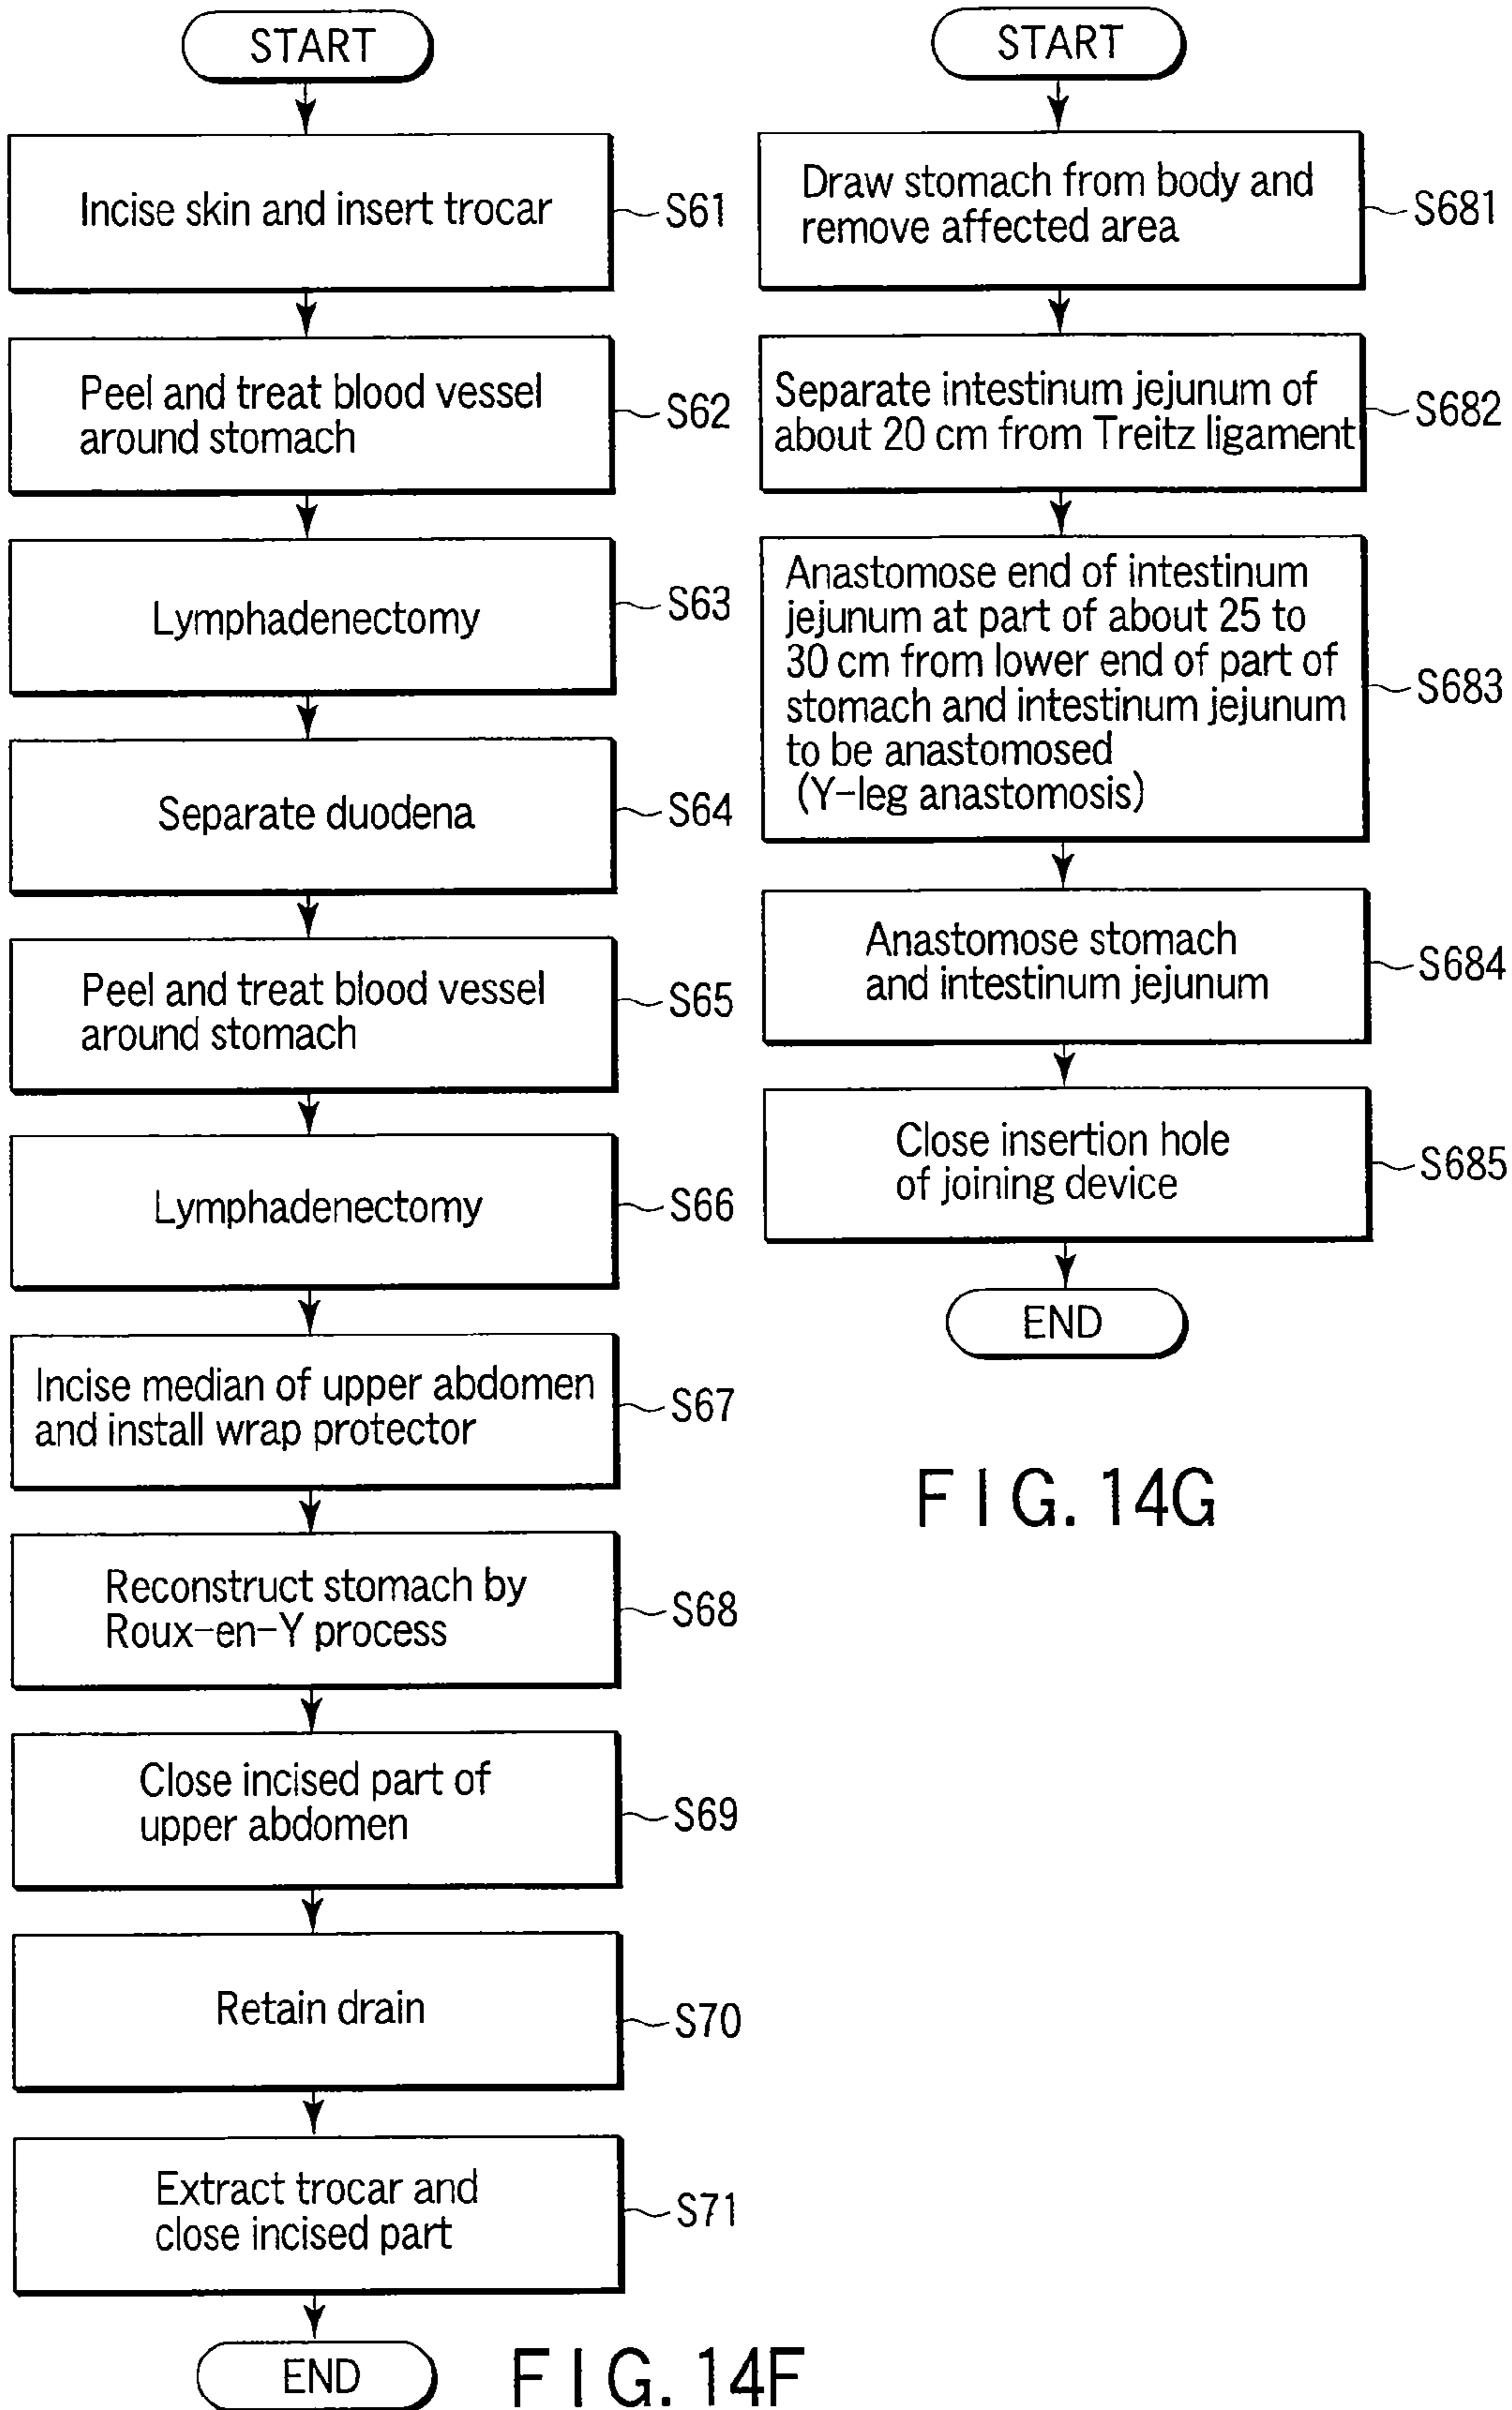 START
Incise skin and insert trocar
S61
Peel and treat blood vessel
around stomach
S62
Lymphadenectomy
S63
Separate duodena
S64
Peel and treat blood vessel
around stomach
S65
Lymphadenectomy
S66
Incise median of upper abdomen
and install wrap protector
S67
Reconstruct stomach by
Roux-en-Y process
S68
Close incised part of
upper abdomen
S69
Retain drain
S70
Extract trocar and
close incised part
S71
END
FIG. 14F
START
Draw stomach from body and
remove affected area
S681
Separate intestinum jejunum of
about 20 cm from Treitz ligament
S682
Anastomose end of intestinum
jejunum at part of about 25 to
30 cm from lower end of part of
stomach and intestinum jejunum
to be anastomosed
(Y-leg anastomosis)
S683
Anastomose stomach
and intestinum jejunum
S684
Close insertion hole
of joining device
S685
END
FIG. 14G